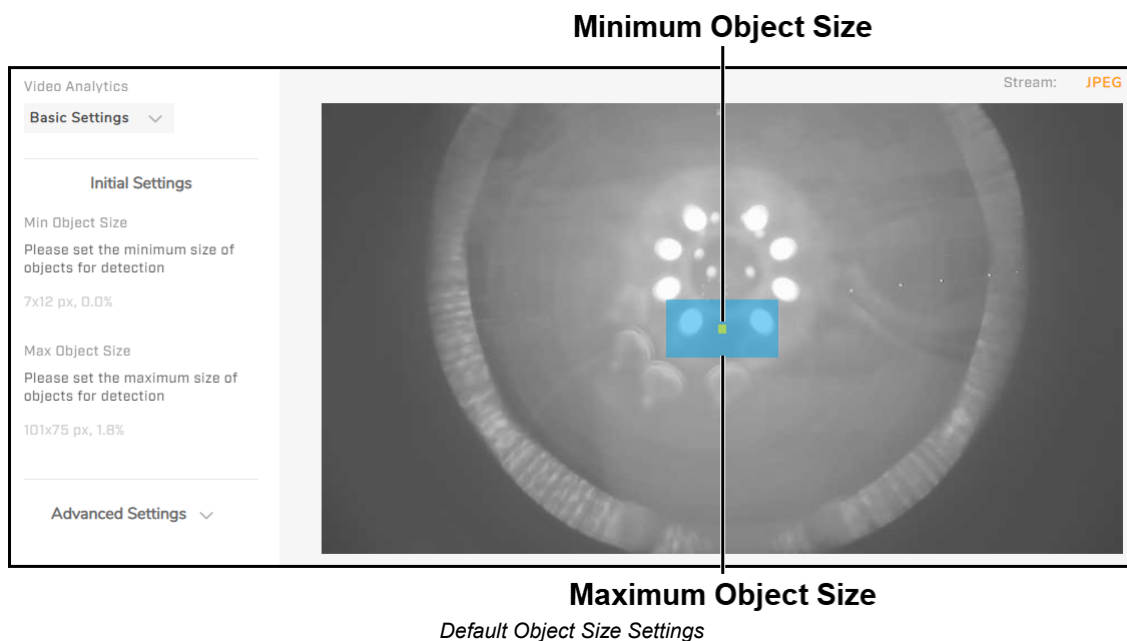 Minimum Object Size
Video Analytics
Stream: JPEG
Basic Settings
Initial Settings
Min Object Size
Please set the minimum size of
objects for detection
7x12 px, 0.0%
Max Object Size
Please set the maximum size of
objects for detection
101x75 px, 1.8%
Advanced Settings
Maximum Object Size
Default Object Size Settings